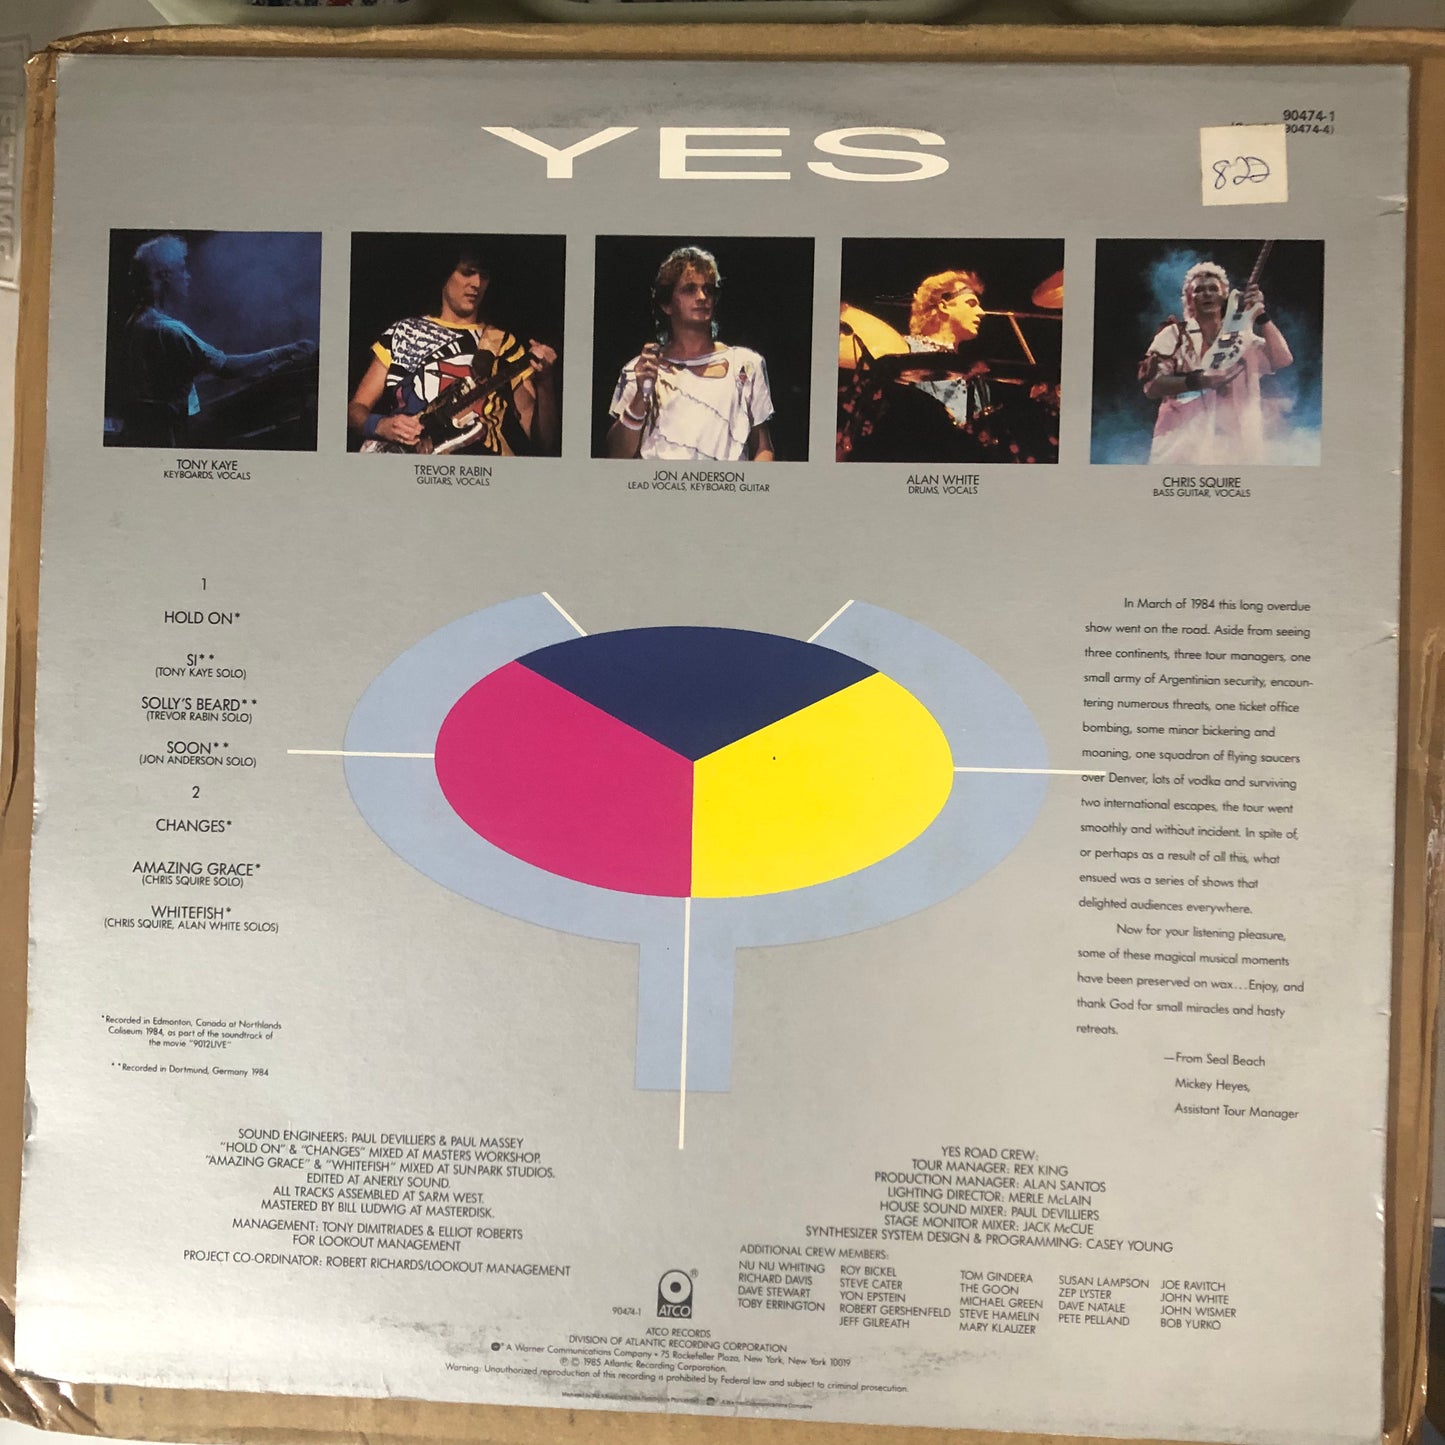 YES
90474-1
90474-4)
822
TONY KAYE
KEYBOARDS, VOCALS
TREVOR RABIN
GUITARS, VOCALS
JON ANDERSON
LEAD VOCALS, KEYBOARD, GUITAR
ALAN WHITE
DRUMS, VOCALS
CHRIS SQUIRE
BASS GUITAR, VOCALS
1
HOLD ON*
SI**
(TONY KAYE SOLO)
SOLLY'S BEARD**
(TREVOR RABIN SOLO)
SOON**
(JON ANDERSON SOLO)
2
CHANGES*
AMAZING GRACE*
(CHRIS SQUIRE SOLO)
WHITEFISH*
(CHRIS SQUIRE, ALAN WHITE SOLOS)
*Recorded in Edmonton, Canada at Northlands
Coliseum 1984, as part of the soundtrack of
the movie "9012LIVE"
**Recorded in Dortmund, Germany 1984
In March of 1984 this long overdue
show went on the road. Aside from seeing
three continents, three tour managers, one
small army of Argentinian security, encoun-
tering numerous threats, one ticket office
bombing, some minor bickering and
moaning, one squadron of flying saucers
over Denver, lots of vodka and surviving
two international escapes, the tour went
smoothly and without incident. In spite of,
or perhaps as a result of all this, what
ensued was a series of shows that
delighted audiences everywhere.
Now for your listening pleasure,
some of these magical musical moments
have been preserved on wax...Enjoy, and
thank God for small miracles and hasty
retreats.
—From Seal Beach
Mickey Heyes,
Assistant Tour Manager
SOUND ENGINEERS: PAUL DEVILLIERS & PAUL MASSEY
"HOLD ON" & "CHANGES" MIXED AT MASTERS WORKSHOP.
"AMAZING GRACE" & "WHITEFISH" MIXED AT SUNPARK STUDIOS.
EDITED AT ANERLY SOUND.
ALL TRACKS ASSEMBLED AT SARM WEST.
MASTERED BY BILL LUDWIG AT MASTERDISK.
MANAGEMENT: TONY DIMITRIADES & ELLIOT ROBERTS
FOR LOOKOUT MANAGEMENT
PROJECT CO-ORDINATOR: ROBERT RICHARDS/LOOKOUT MANAGEMENT
YES ROAD CREW:
TOUR MANAGER: REX KING
PRODUCTION MANAGER: ALAN SANTOS
LIGHTING DIRECTOR: MERLE McLAIN
HOUSE SOUND MIXER: PAUL DEVILLIERS
STAGE MONITOR MIXER: JACK McCUE
SYNTHESIZER SYSTEM DESIGN & PROGRAMMING: CASEY YOUNG
ADDITIONAL CREW MEMBERS:
NU NU WHITING
RICHARD DAVIS
DAVE STEWART
TOBY ERRINGTON
ROY BICKEL
STEVE CATER
YON EPSTEIN
ROBERT GERSHENFELD
JEFF GILREATH
TOM GINDERA
THE GOON
MICHAEL GREEN
STEVE HAMELIN
MARY KLAUZER
SUSAN LAMPSON
ZEP LYSTER
DAVE NATALE
PETE PELLAND
JOE RAVITCH
JOHN WHITE
JOHN WISMER
BOB YURKO
90474-1
ATCO
®
ATCO RECORDS
DIVISION OF ATLANTIC RECORDING CORPORATION
® A Warner Communications Company • 75 Rockefeller Plaza, New York, New York 10019
℗ © 1985 Atlantic Recording Corporation.
Warning: Unauthorized reproduction of this recording is prohibited by Federal law and subject to criminal prosecution.